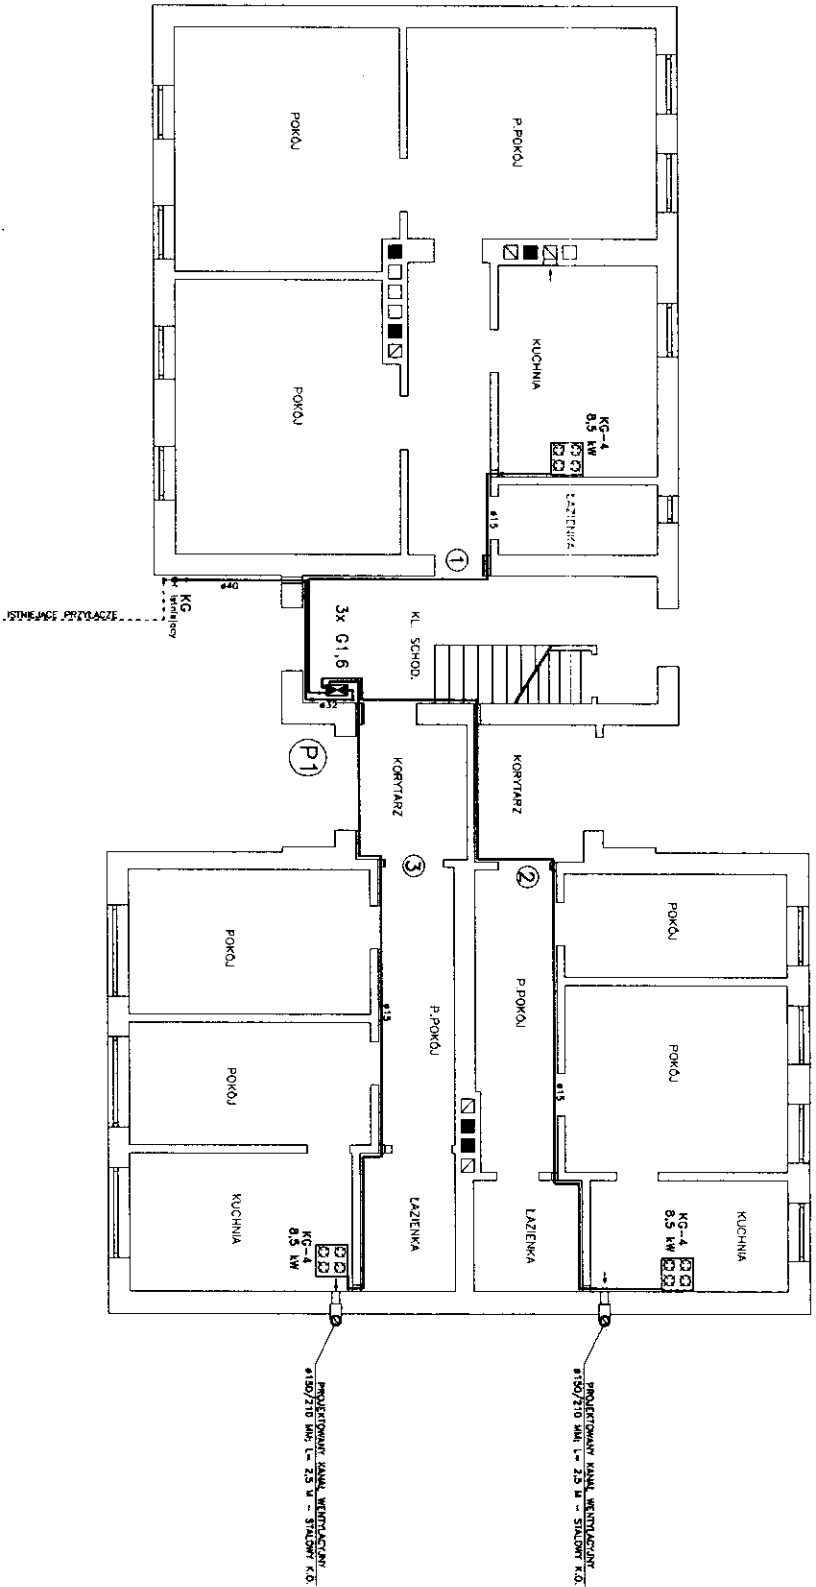 POKÓJ
P.POKÓJ
KUCHNIA
KG-4
8,5 kW
POKÓJ
ŁAZIENKA
ø15
1
ø40
KG
istniejący
ISTNIEJĄCE PRZYŁĄCZE
3x G1,6
KL. SCHOD.
ø32
P1
KORYTARZ
KORYTARZ
3
2
POKÓJ
POKÓJ
P.POKÓJ
P.POKÓJ
ø15
POKÓJ
POKÓJ
ø15
KUCHNIA
KG-4
8,5 kW
ŁAZIENKA
ŁAZIENKA
KG-4
8,5 kW
KUCHNIA
PROJEKTOWANY KANAŁ WENTYLACYJNY
ø150/210 MM; L= 2,5 M - STALOWY K.O.
PROJEKTOWANY KANAŁ WENTYLACYJNY
ø150/210 MM; L= 2,5 M - STALOWY K.O.